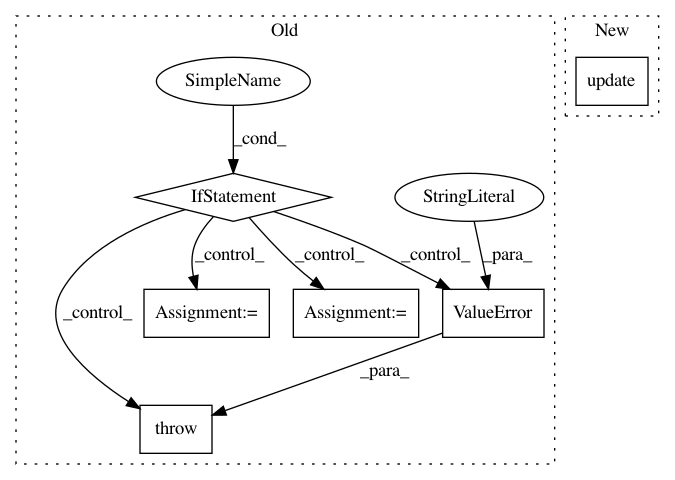 Old
New
SimpleName
update
_cond_
IfStatement
StringLiteral
_control_
_control_
_control_
_para_
_control_
Assignment:=
Assignment:=
ValueError
_para_
throw